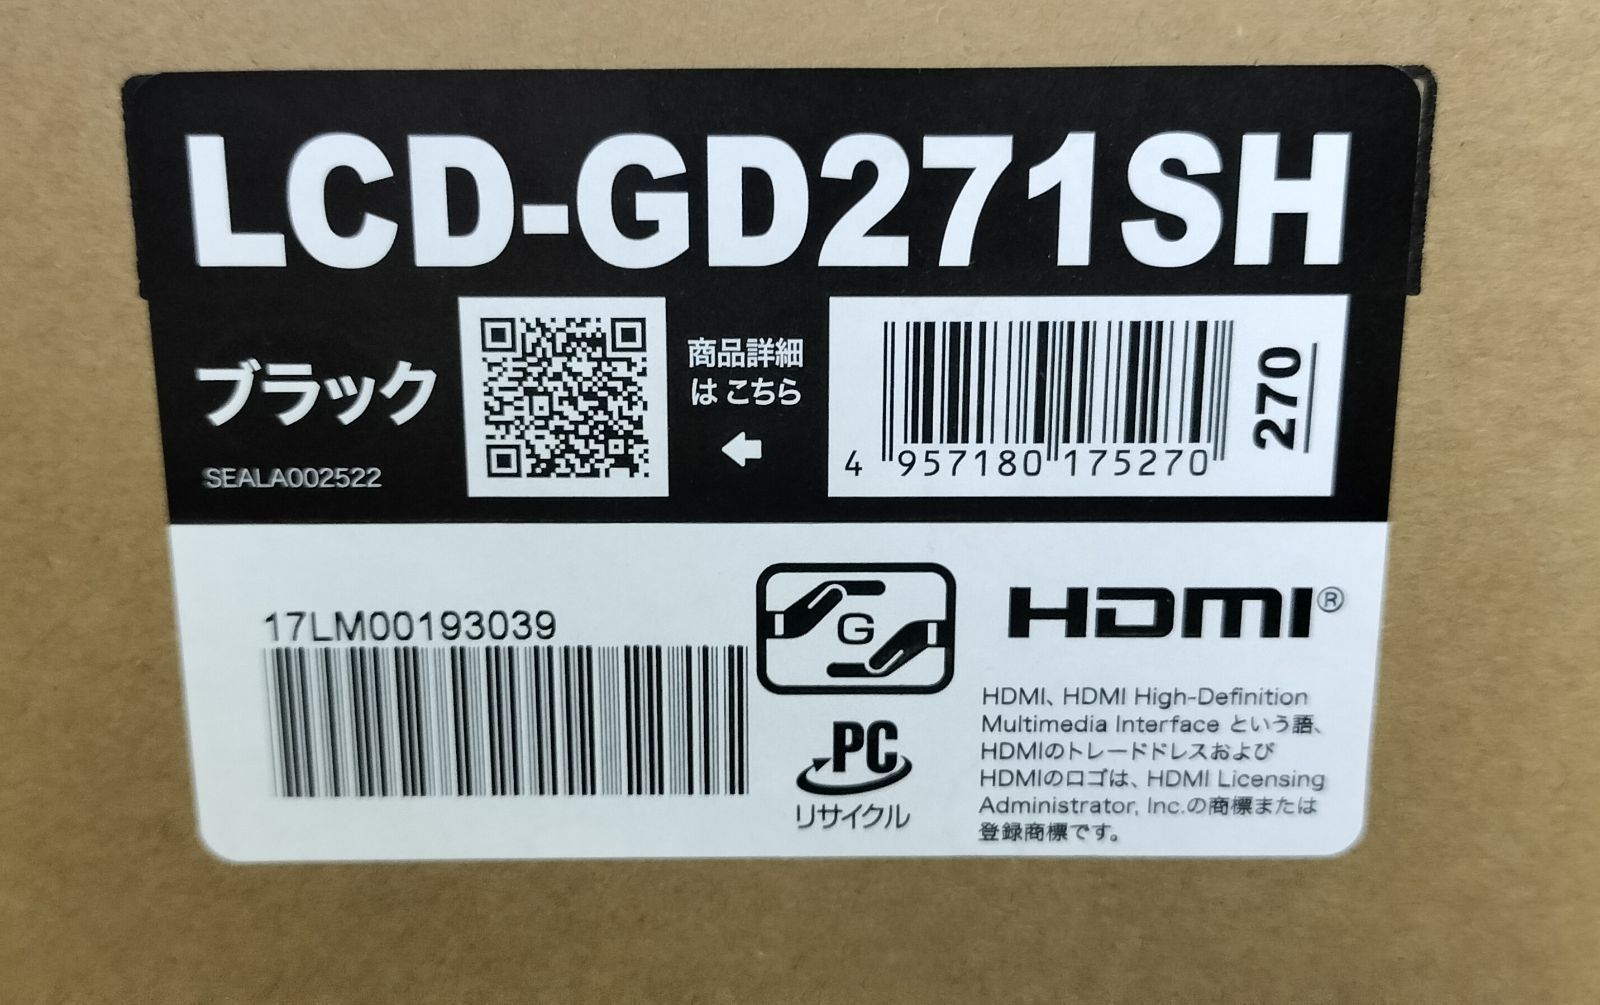 LCD-GD271SH
ブラック
SEALA002522
商品詳細
は こちら
4 957180 175270
270
17LM00193039
G
PC
リサイクル
HDMI®
HDMI、HDMI High-Definition
Multimedia Interface という語、
HDMIのトレードドレスおよび
HDMIのロゴは、HDMI Licensing
Administrator, Inc.の商標または
登録商標です。